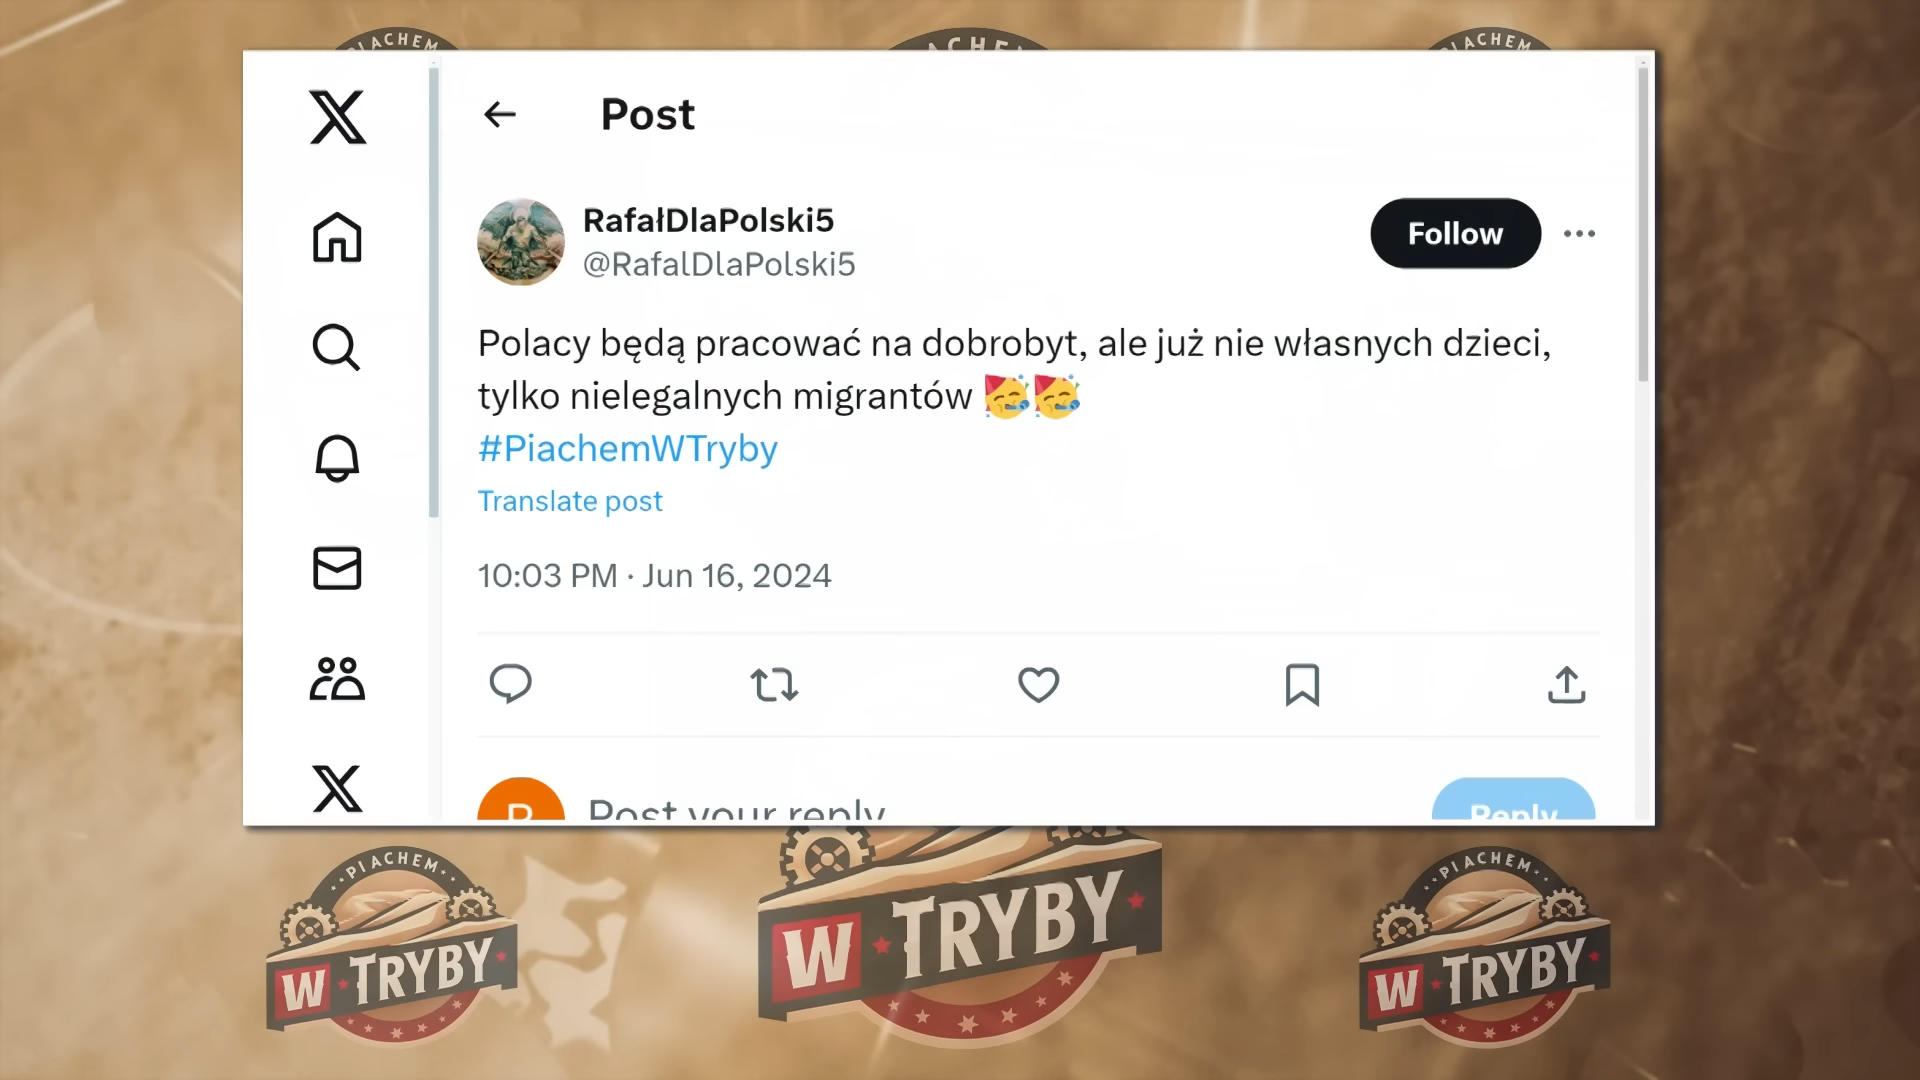 PIACHEM
PIACHEM
Post
RafałDlaPolski5
@RafalDlaPolski5
Follow
Polacy będą pracować na dobrobyt, ale już nie własnych dzieci,
tylko nielegalnych migrantów 🥳🥳
#PiachemWTryby
Translate post
10:03 PM · Jun 16, 2024
Post your reply
Reply
PIACHEM
W TRYBY
W TRYBY
PIACHEM
W TRYBY